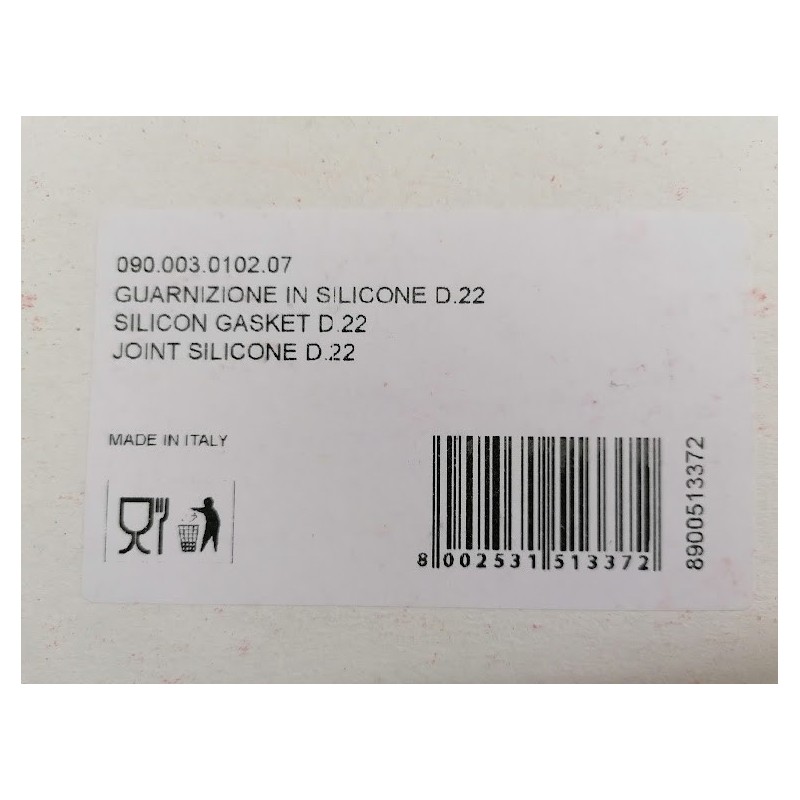 090.003.0102.07
GUARNIZIONE IN SILICONE D.22
SILICON GASKET D.22
JOINT SILICONE D.22
MADE IN ITALY
8 002531 513372
8900513372